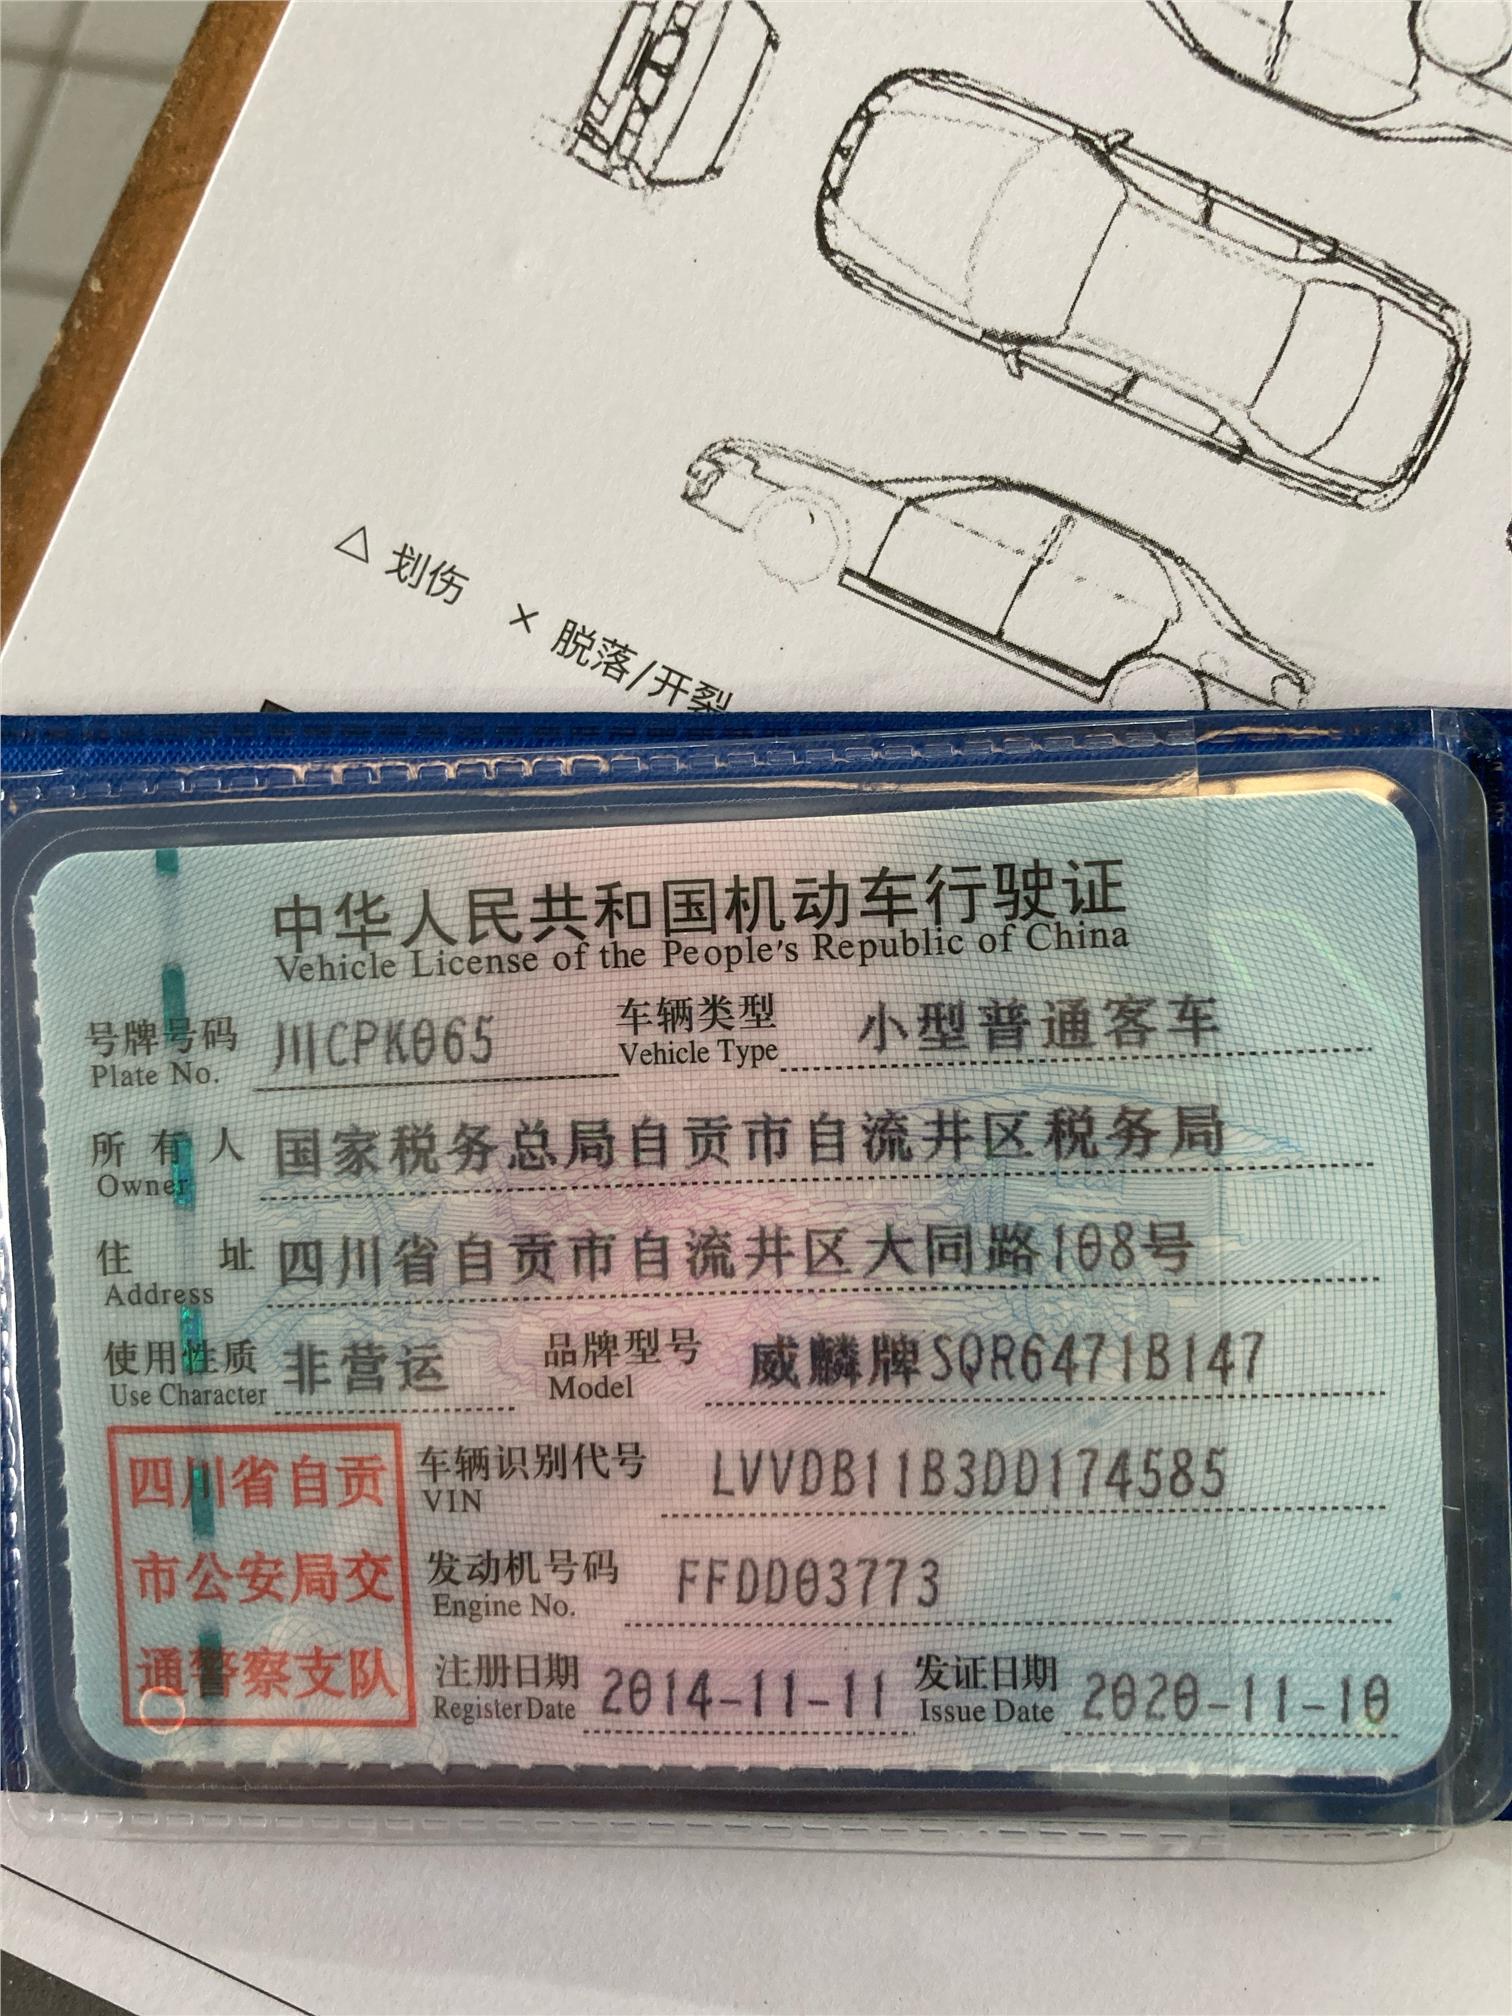 △ 划伤 × 脱落/开裂
中华人民共和国机动车行驶证
Vehicle License of the People's Republic of China
号牌号码 川CPK065 车辆类型 小型普通客车
Plate No. Vehicle Type
所有人 国家税务总局自贡市自流井区税务局
Owner
住址 四川省自贡市自流井区大同路108号
Address
使用性质 非营运 品牌型号 威麟牌SQR6471B147
Use Character Model
四川省自贡
市公安局交
通警察支队
车辆识别代号 LVVDB11B3DD174585
VIN
发动机号码 FFDD03773
Engine No.
注册日期 2014-11-11 发证日期 2020-11-10
Register Date Issue Date